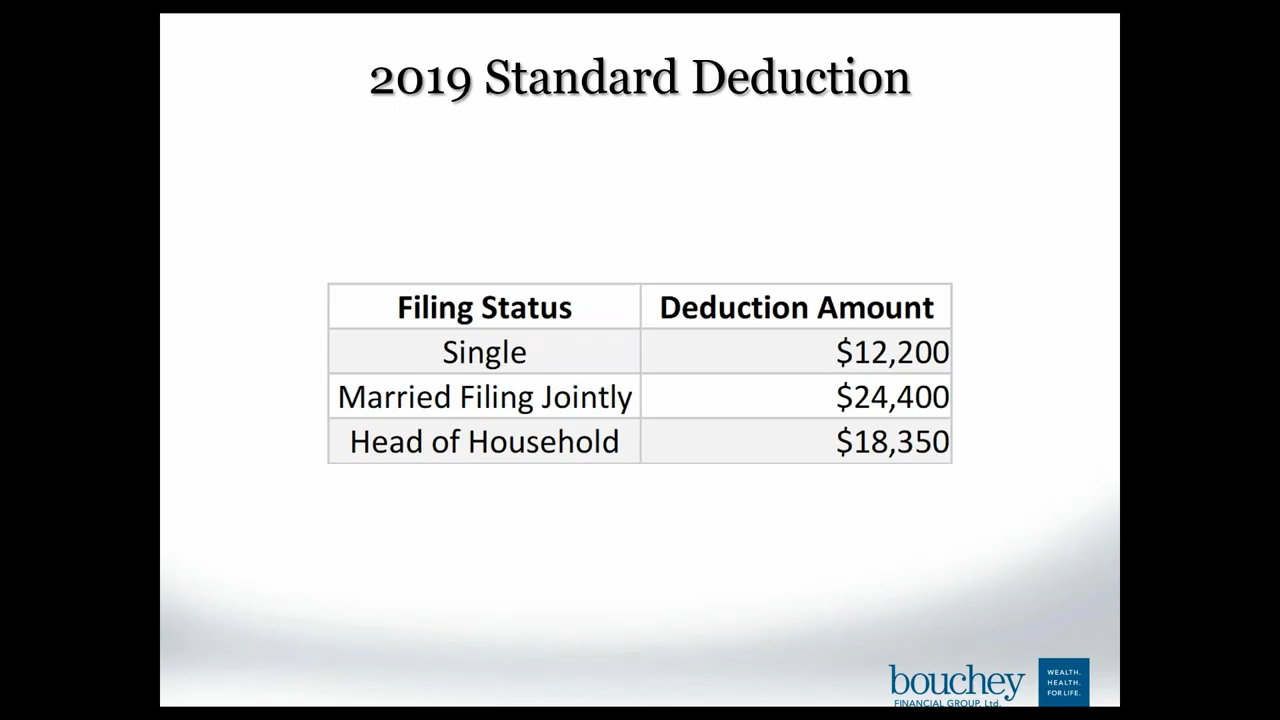 2019 Standard Deduction
Filing Status Deduction Amount
Single $12,200
Married Filing Jointly $24,400
Head of Household $18,350
bouchey
FINANCIAL GROUP, Ltd.
WEALTH.
HEALTH.
FOR LIFE.